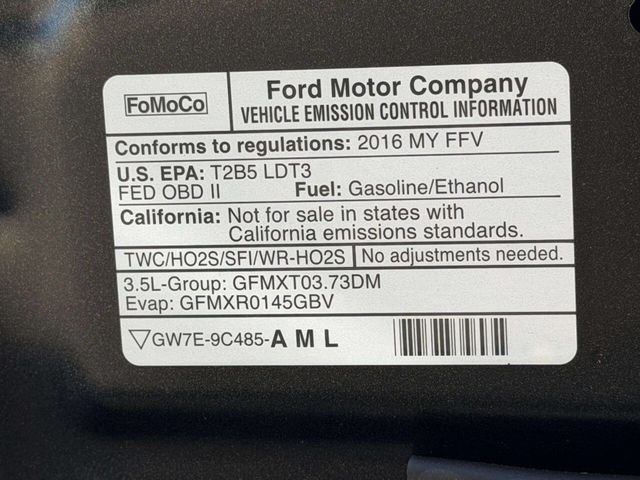 FoMoCo
Ford Motor Company
VEHICLE EMISSION CONTROL INFORMATION
Conforms to regulations: 2016 MY FFV
U.S. EPA: T2B5 LDT3
FED OBD II Fuel: Gasoline/Ethanol
California: Not for sale in states with
California emissions standards.
TWC/HO2S/SFI/WR-HO2S No adjustments needed.
3.5L-Group: GFMXT03.73DM
Evap: GFMXR0145GBV
GW7E-9C485-A M L